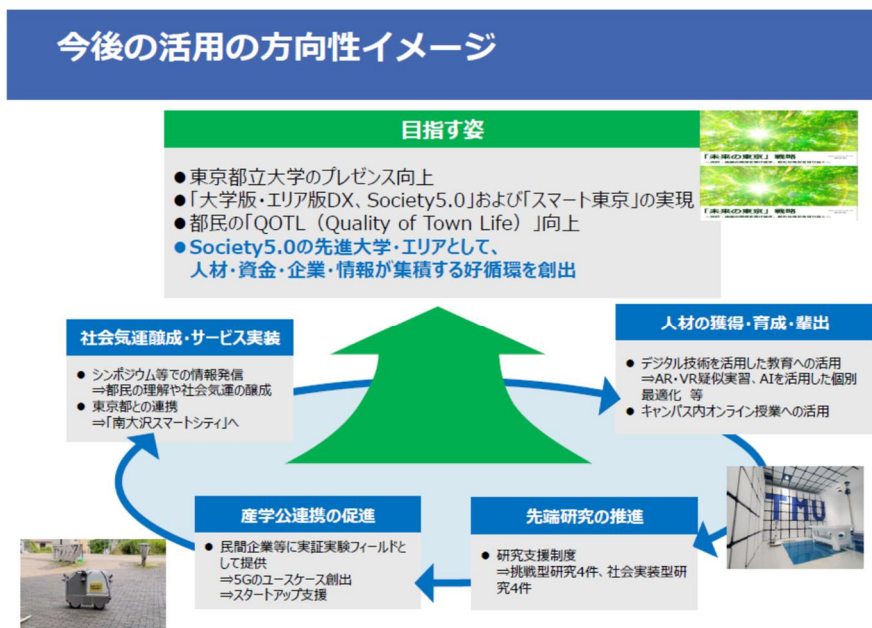 今後の活用の方向性イメージ
目指す姿
●東京都立大学のプレゼンス向上
●「大学版・エリア版DX、Society5.0」および「スマート東京」の実現
●都民の「QOTL（Quality of Town Life）」向上
●Society5.0の先進大学・エリアとして、
人材・資金・企業・情報が集積する好循環を創出
「未来の東京」戦略
「未来の東京」戦略
社会気運醸成・サービス実装
● シンポジウム等での情報発信
⇒都民の理解や社会気運の醸成
● 東京都との連携
⇒「南大沢スマートシティ」へ
人材の獲得・育成・輩出
● デジタル技術を活用した教育への活用
⇒AR・VR疑似実習、AIを活用した個別
最適化 等
● キャンパス内オンライン授業への活用
産学公連携の促進
● 民間企業等に実証実験フィールドと
して提供
⇒5Gのユースケース創出
⇒スタートアップ支援
先端研究の推進
● 研究支援制度
⇒挑戦型研究4件、社会実装型研
究4件
TMU